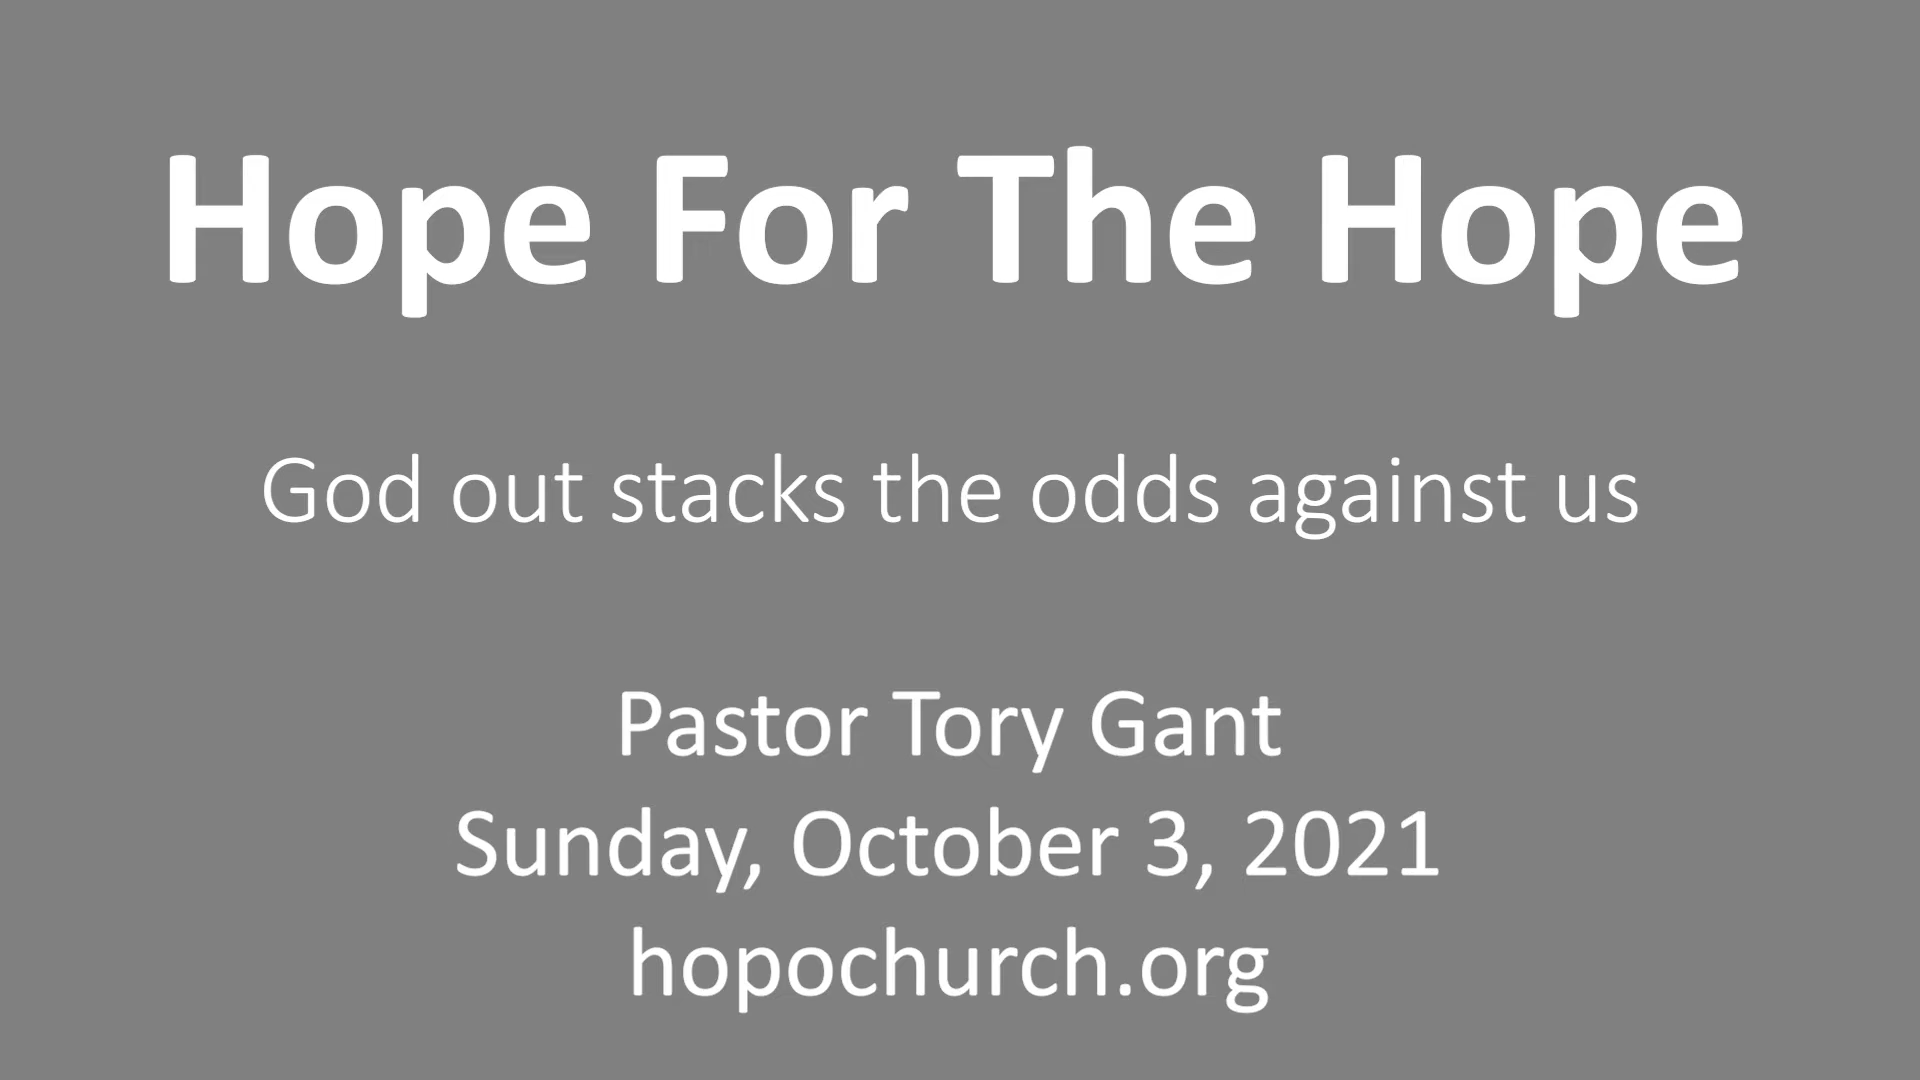 Hope For The Hope
God out stacks the odds against us
Pastor Tory Gant
Sunday, October 3, 2021
hopochurch.org